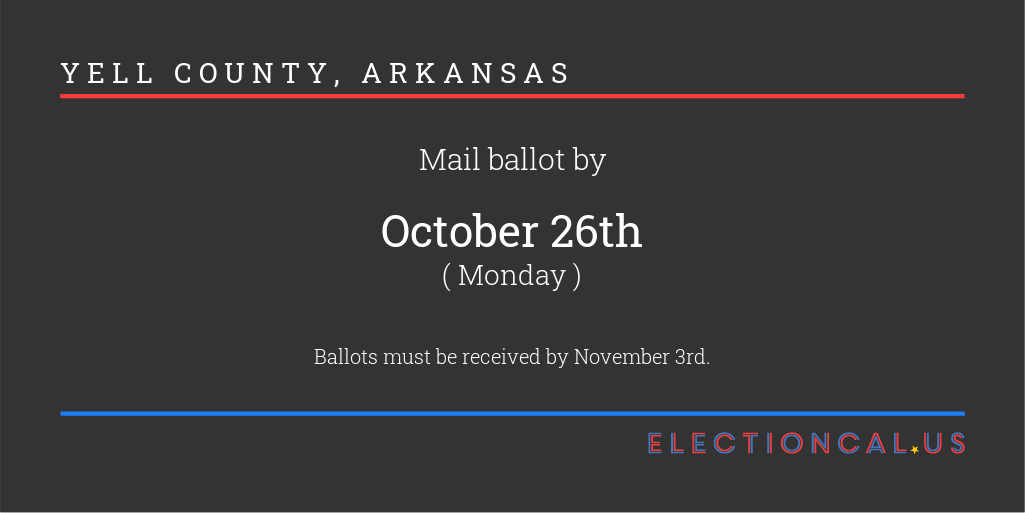 YELL COUNTY, ARKANSAS
Mail ballot by
October 26th
( Monday )
Ballots must be received by November 3rd.
ELECTIONCAL.US